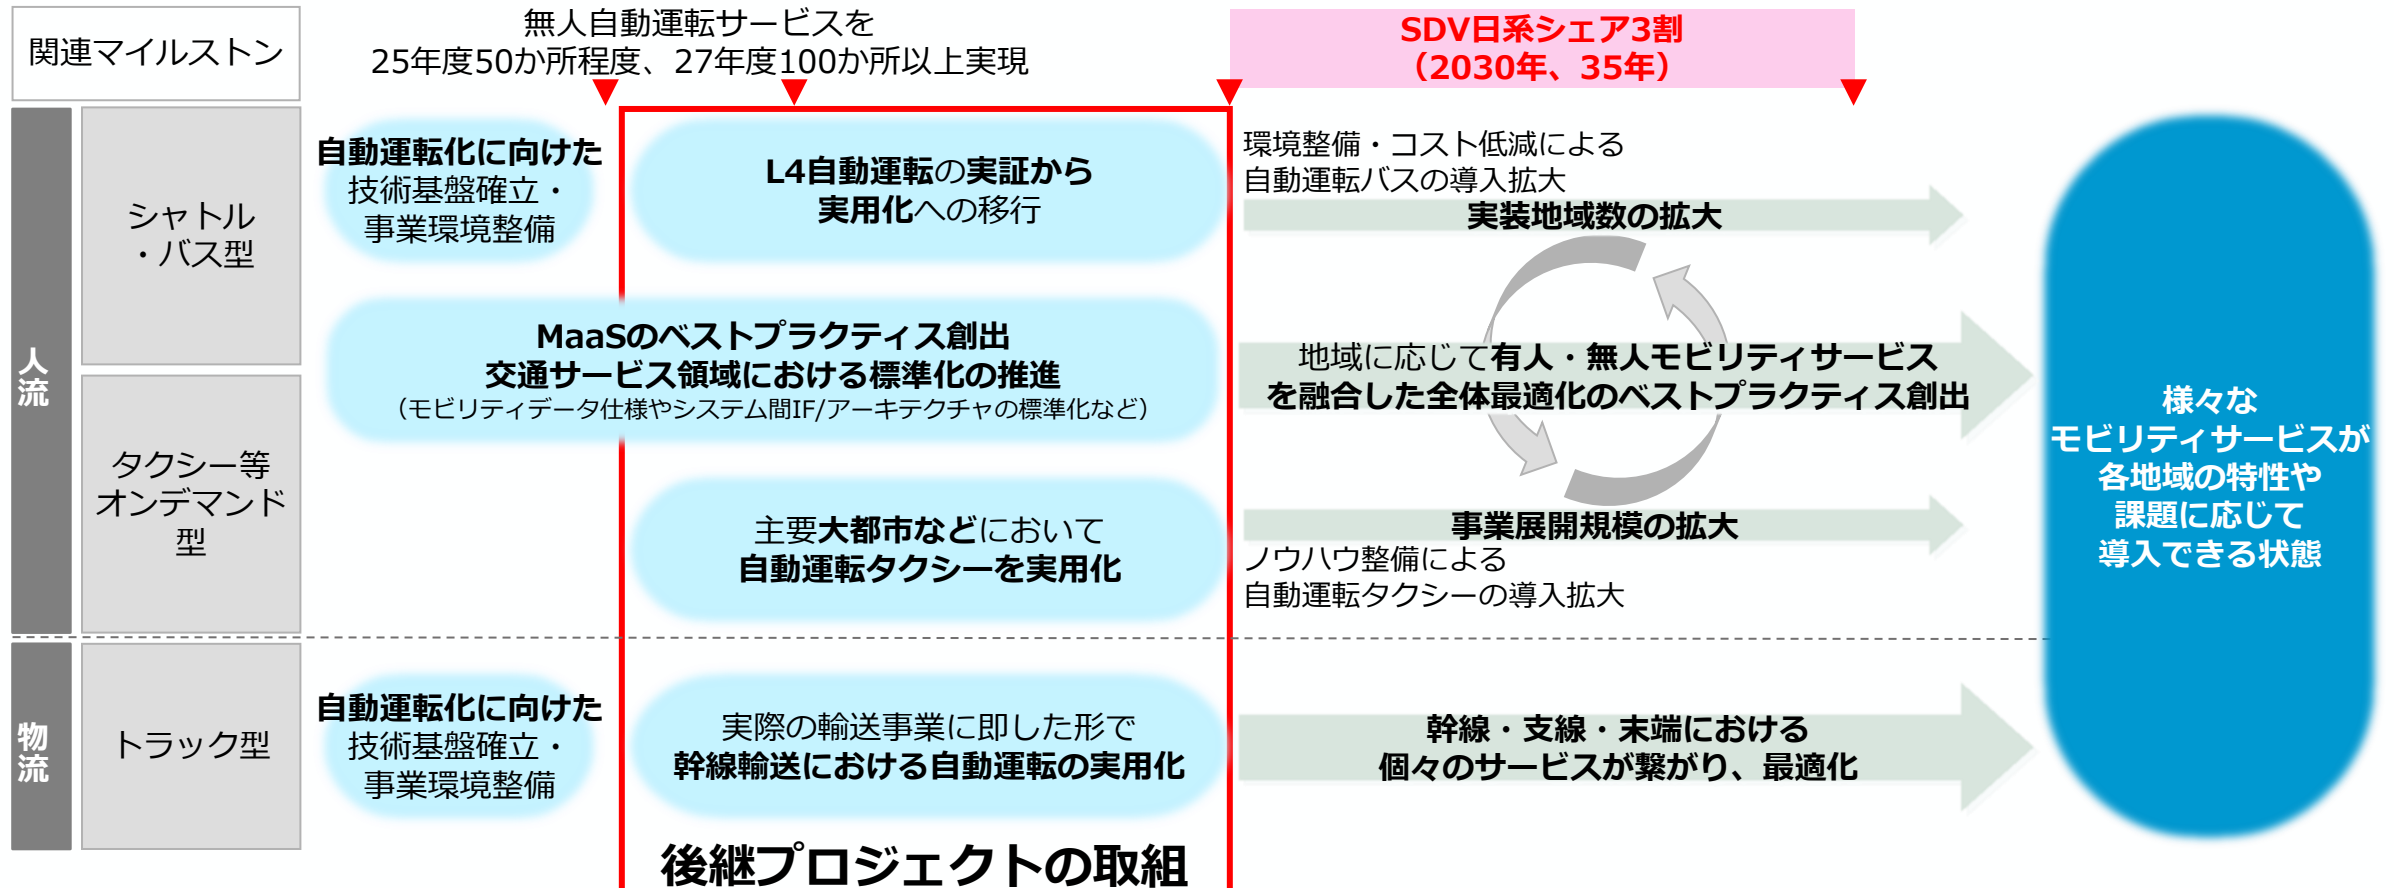 関連マイルストン
無人自動運転サービスを
25年度50か所程度、27年度100か所以上実現
SDV日系シェア3割
（2030年、35年）
人流
シャトル
・バス型
自動運転化に向けた
技術基盤確立・
事業環境整備
L4自動運転の実証から
実用化への移行
環境整備・コスト低減による
自動運転バスの導入拡大
実装地域数の拡大
MaaSのベストプラクティス創出
交通サービス領域における標準化の推進
（モビリティデータ仕様やシステム間IF/アーキテクチャの標準化など）
地域に応じて有人・無人モビリティサービス
を融合した全体最適化のベストプラクティス創出
タクシー等
オンデマンド
型
主要大都市などにおいて
自動運転タクシーを実用化
事業展開規模の拡大
ノウハウ整備による
自動運転タクシーの導入拡大
様々な
モビリティサービスが
各地域の特性や
課題に応じて
導入できる状態
物流
トラック型
自動運転化に向けた
技術基盤確立・
事業環境整備
実際の輸送事業に即した形で
幹線輸送における自動運転の実用化
幹線・支線・末端における
個々のサービスが繋がり、最適化
後継プロジェクトの取組